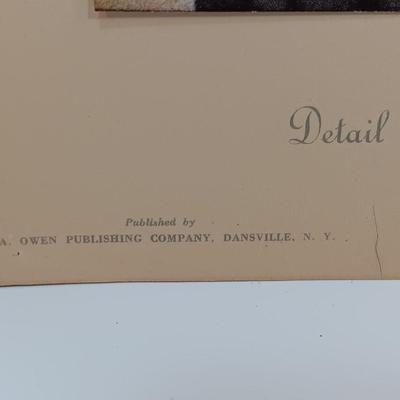 Detail
Published by
A. OWEN PUBLISHING COMPANY, DANSVILLE, N. Y.